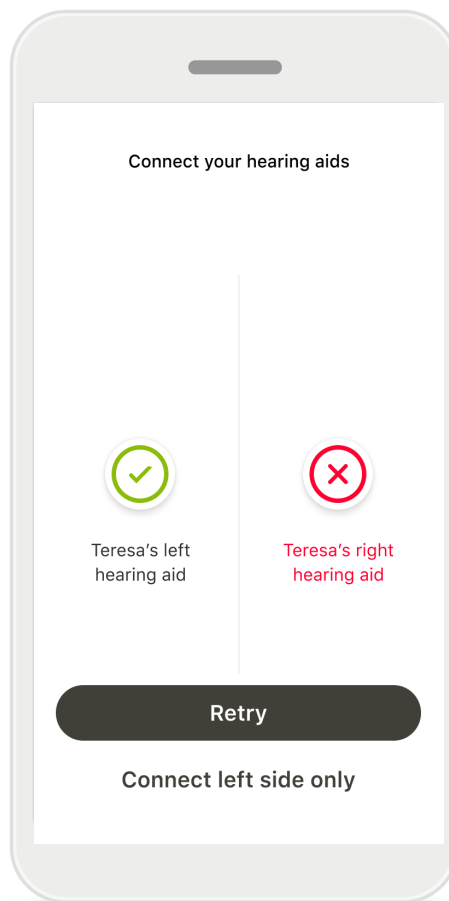 Connect your hearing aids
Teresa’s left
hearing aid
Teresa’s right
hearing aid
Retry
Connect left side only